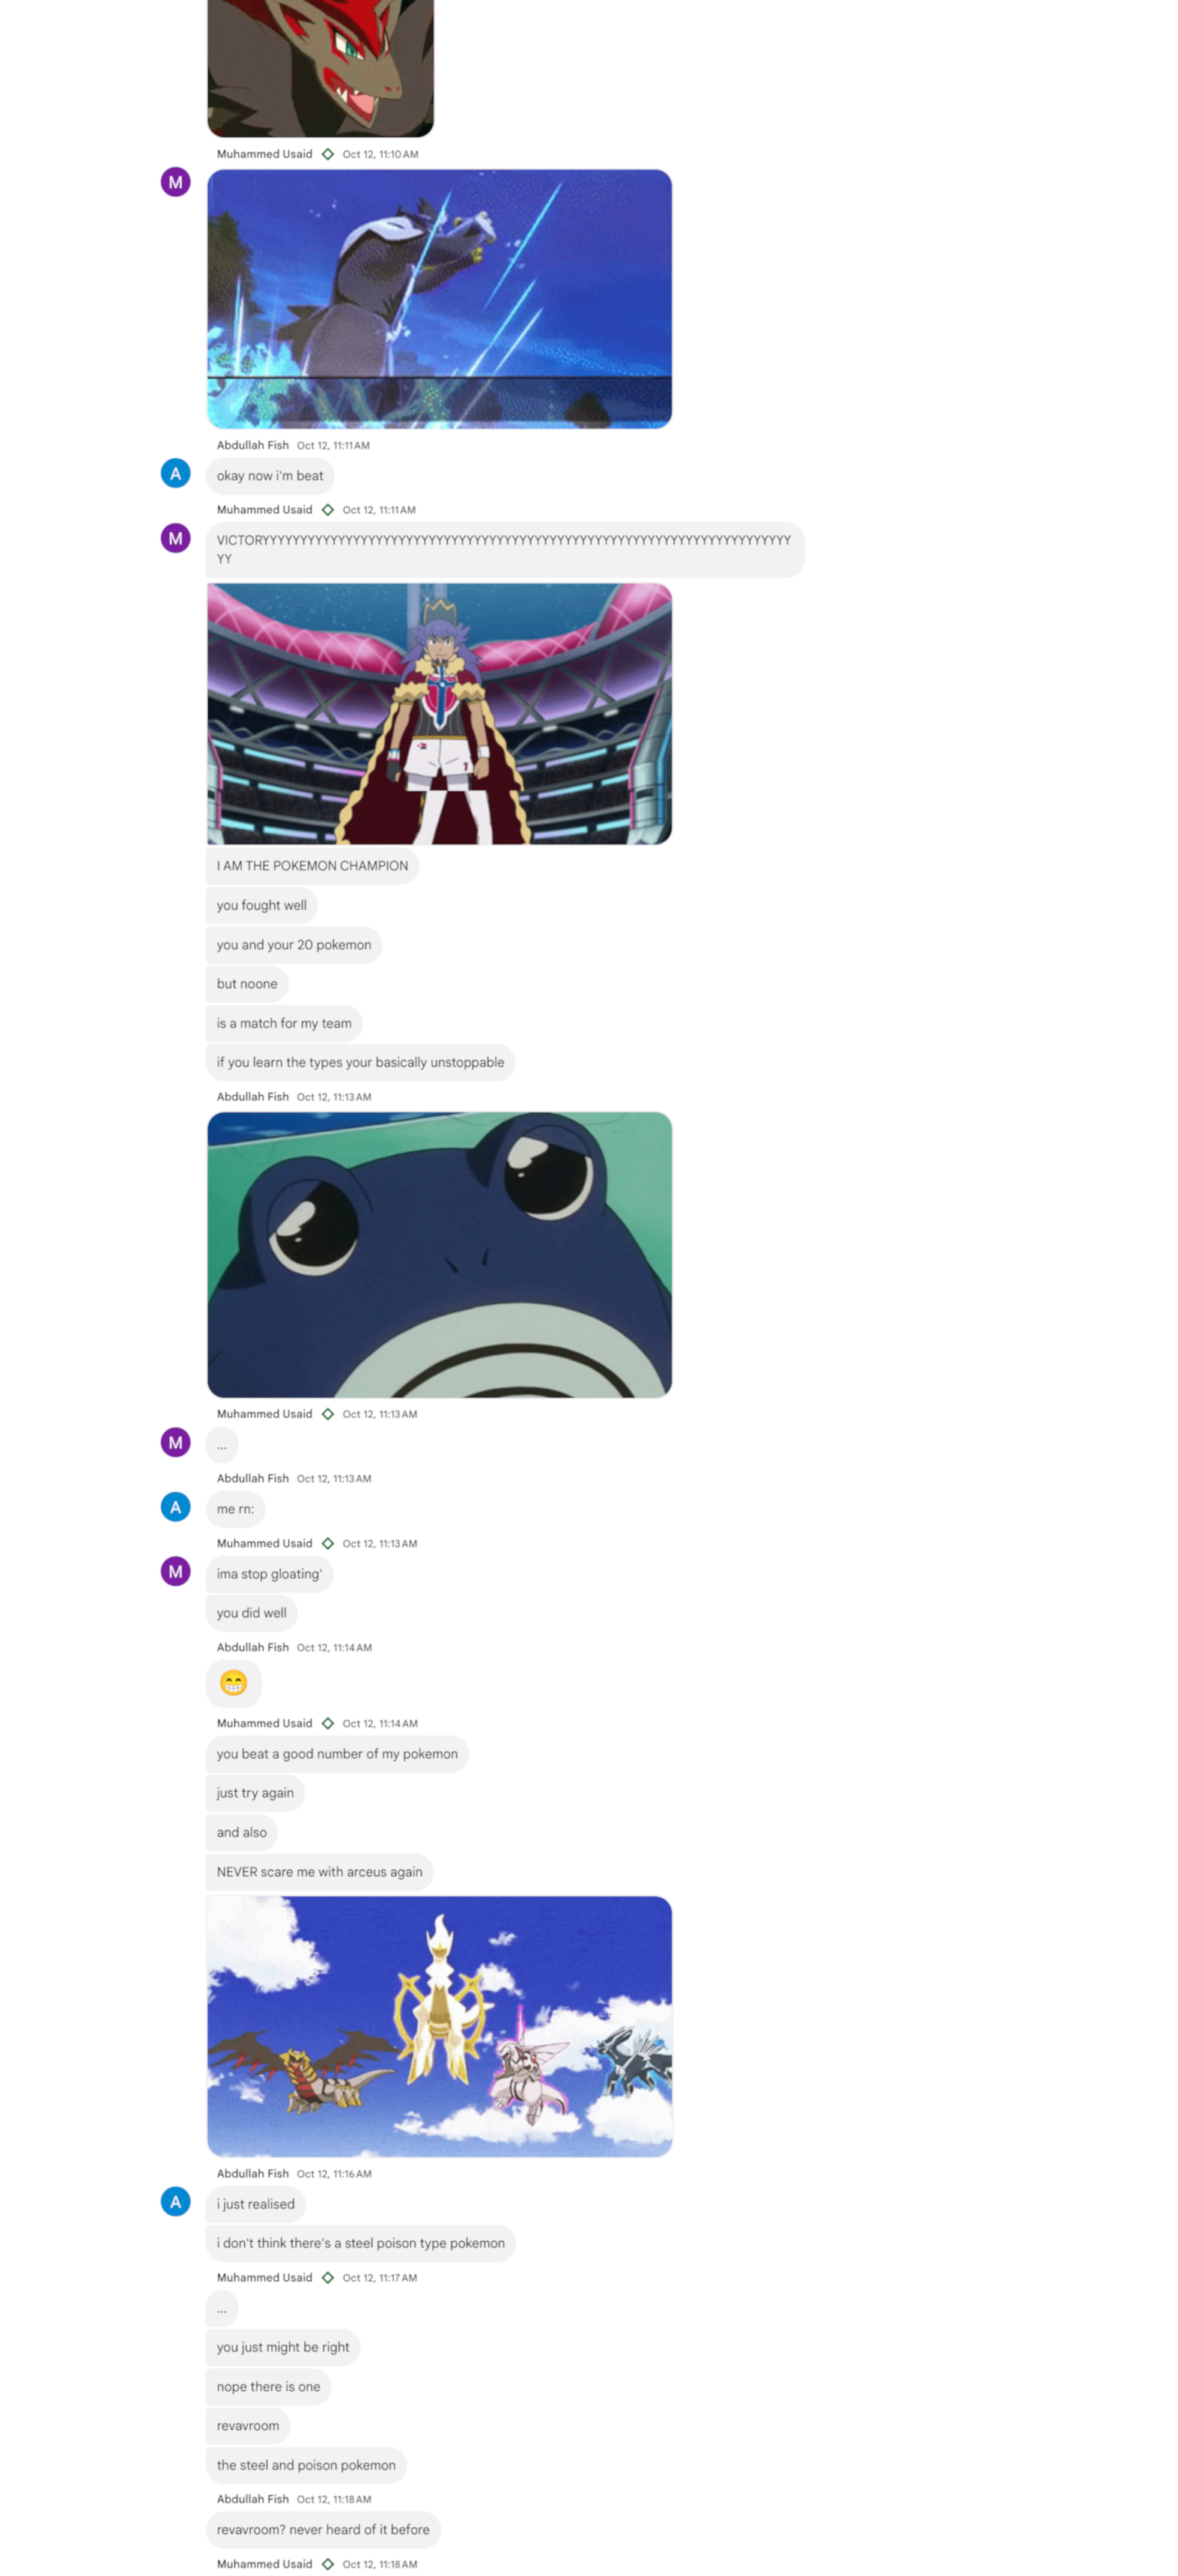 Muhammed Usaid Oct 12, 11:10 AM
M
Abdullah Fish Oct 12, 11:11 AM
A
okay now i'm beat
Muhammed Usaid Oct 12, 11:11 AM
M
VICTORYYYYYYYYYYYYYYYYYYYYYYYYYYYYYYYYYYYYYYYYYYYYYYYYYYYYYYYYYYYYYYYYYYYYYYY
YY
I AM THE POKEMON CHAMPION
you fought well
you and your 20 pokemon
but noone
is a match for my team
if you learn the types your basically unstoppable
Abdullah Fish Oct 12, 11:13 AM
Muhammed Usaid Oct 12, 11:13 AM
M
...
Abdullah Fish Oct 12, 11:13 AM
A
me rn:
Muhammed Usaid Oct 12, 11:13 AM
M
ima stop gloating'
you did well
Abdullah Fish Oct 12, 11:14 AM
😁
Muhammed Usaid Oct 12, 11:14 AM
you beat a good number of my pokemon
just try again
and also
NEVER scare me with arceus again
Abdullah Fish Oct 12, 11:16 AM
A
i just realised
i don't think there's a steel poison type pokemon
Muhammed Usaid Oct 12, 11:17 AM
...
you just might be right
nope there is one
revavroom
the steel and poison pokemon
Abdullah Fish Oct 12, 11:18 AM
revavroom? never heard of it before
Muhammed Usaid Oct 12, 11:18 AM